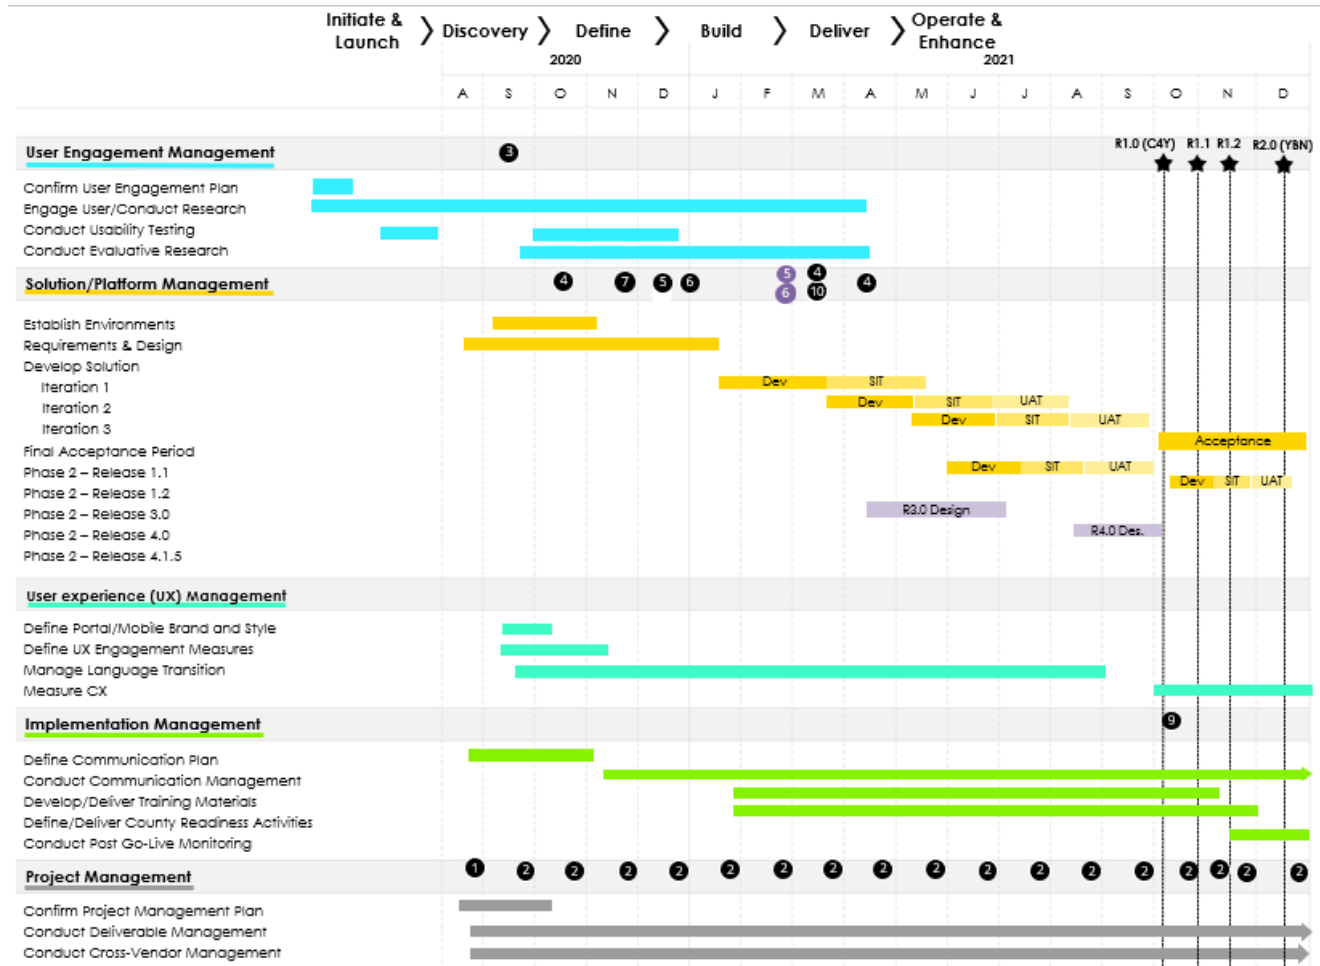 Initiate & Launch > Discovery > Define > Build > Deliver > Operate & Enhance
2020 2021
A S O N D J F M A M J J A S O N D
R1.0 (C4Y) R1.1 R1.2 R2.0 (YBN)
User Engagement Management 3
Confirm User Engagement Plan
Engage User/Conduct Research
Conduct Usability Testing
Conduct Evaluative Research
5 4
Solution/Platform Management 4 7 5 6 4
6 10
Establish Environments
Requirements & Design
Develop Solution
Iteration 1 Dev SIT
Iteration 2 Dev SIT UAT
Iteration 3 Dev SIT UAT
Final Acceptance Period Acceptance
Phase 2 – Release 1.1 Dev SIT UAT
Phase 2 – Release 1.2 Dev SIT UAT
Phase 2 – Release 3.0 R3.0 Design
Phase 2 – Release 4.0 R4.0 Des.
Phase 2 – Release 4.1.5
User experience (UX) Management
Define Portal/Mobile Brand and Style
Define UX Engagement Measures
Manage Language Transition
Measure CX
Implementation Management 9
Define Communication Plan
Conduct Communication Management
Develop/Deliver Training Materials
Define/Deliver County Readiness Activities
Conduct Post Go-Live Monitoring
Project Management 1 2 2 2 2 2 2 2 2 2 2 2 2 2 2 2 2 2
Confirm Project Management Plan
Conduct Deliverable Management
Conduct Cross-Vendor Management